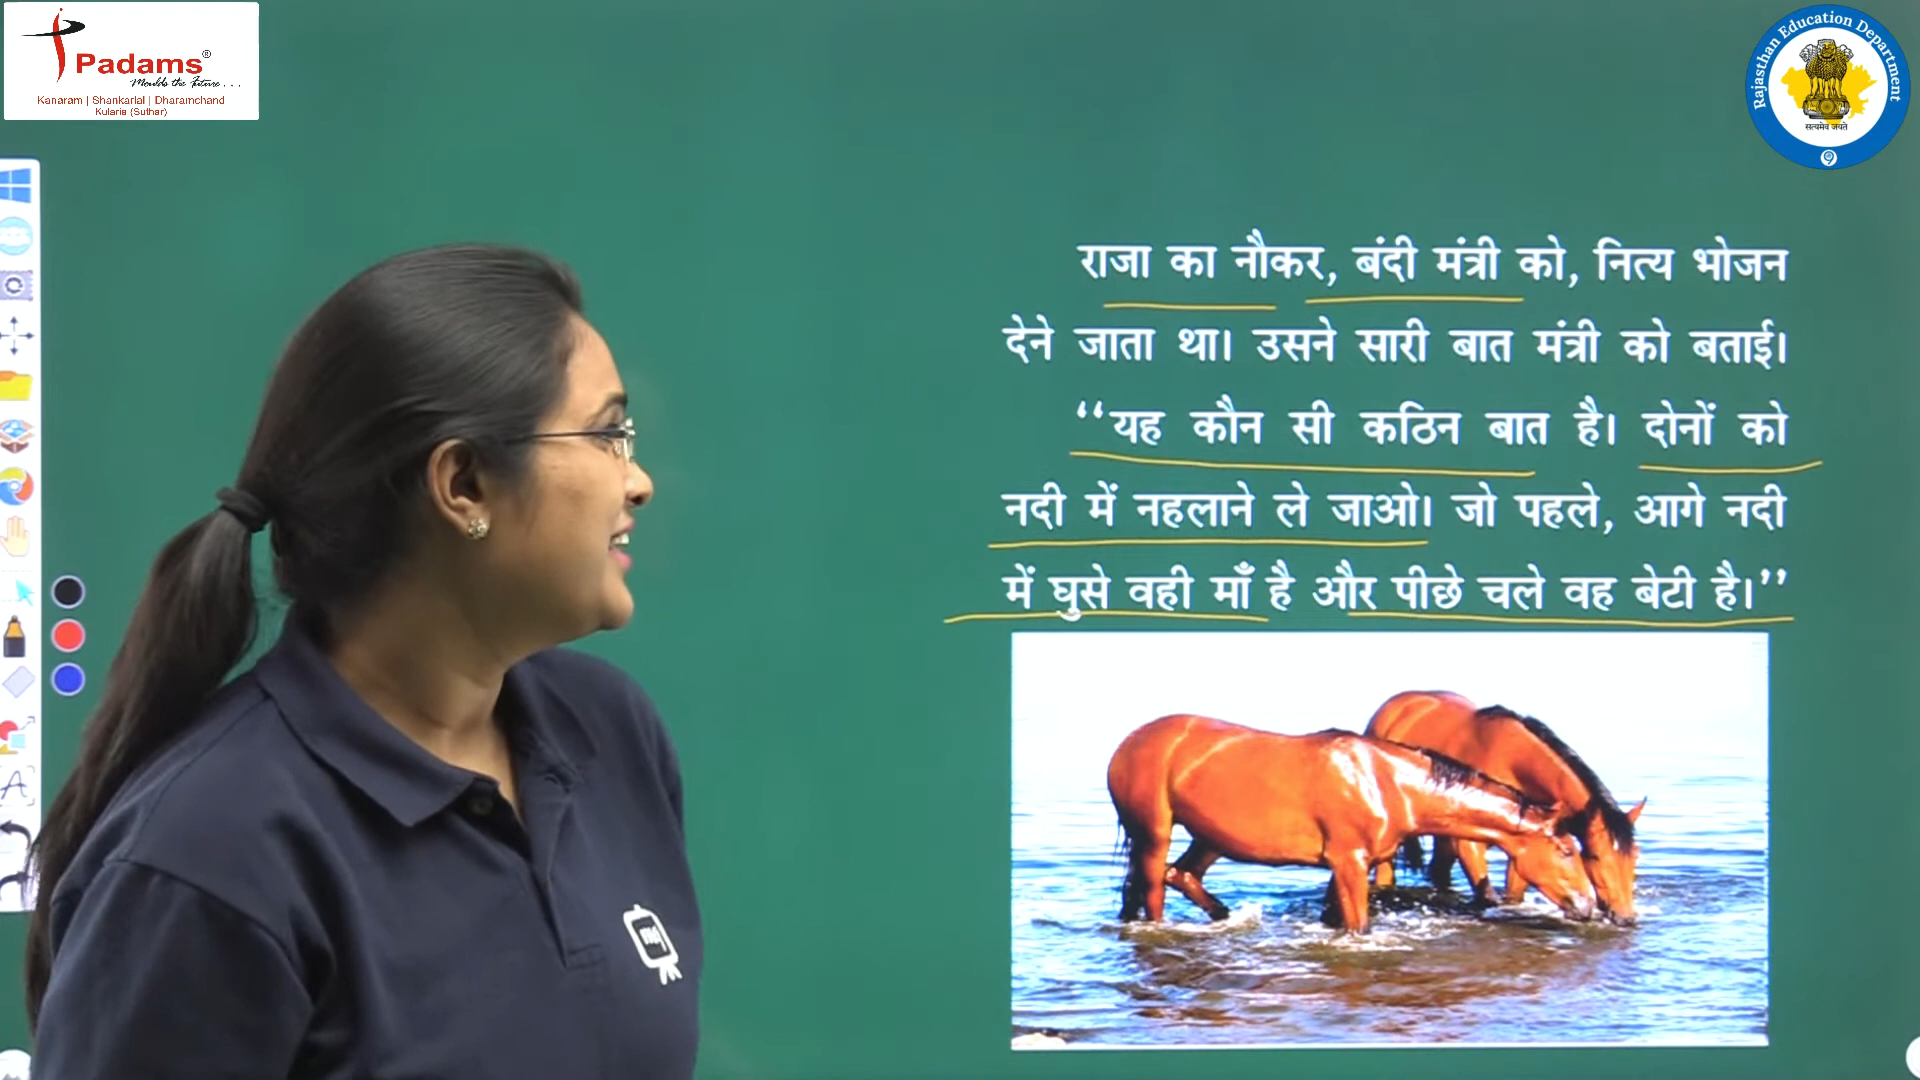 Padams®
Moulds the Future . . .
Kanaram | Shankarlal | Dharamchand
Kularia (Suthar)
Rajasthan Education Department
सत्यमेव जयते
राजा का नौकर, बंदी मंत्री को, नित्य भोजन
देने जाता था। उसने सारी बात मंत्री को बताई।
“यह कौन सी कठिन बात है। दोनों को
नदी में नहलाने ले जाओ। जो पहले, आगे नदी
में घुसे वही माँ है और पीछे चले वह बेटी है।”